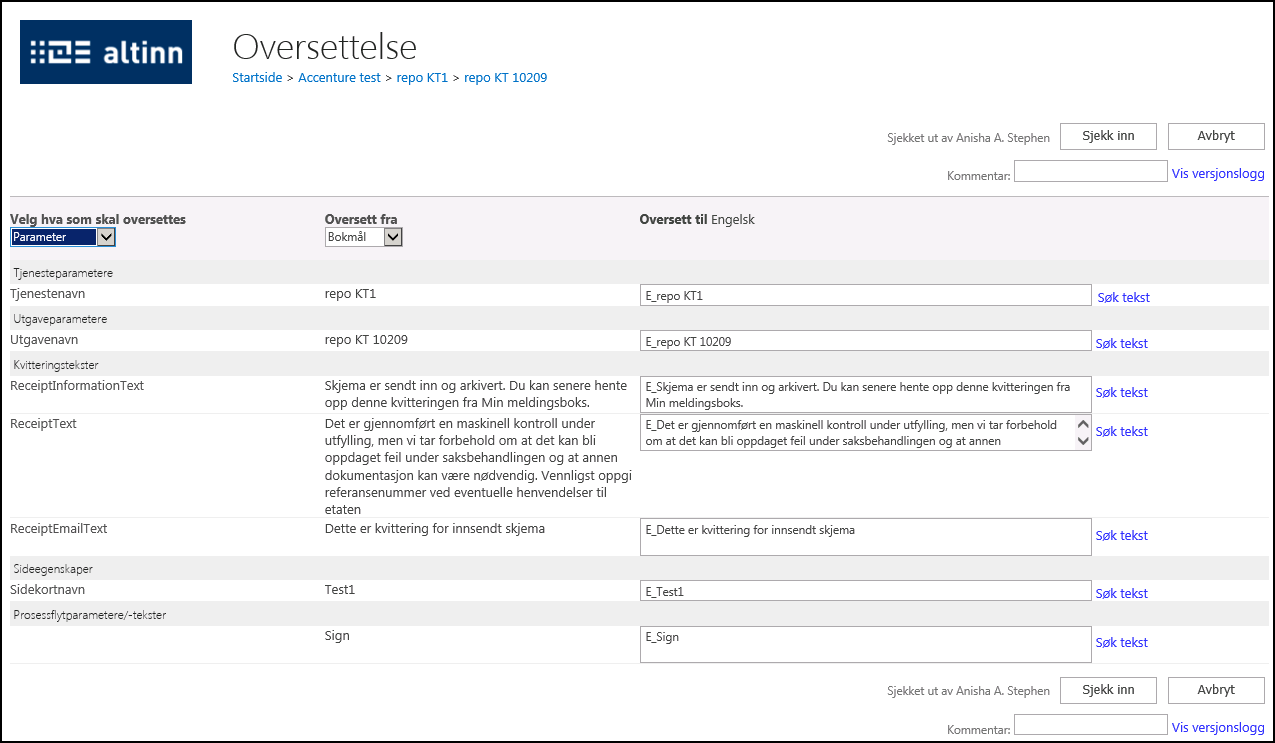 altinn
Oversettelse
Startside > Accenture test > repo KT1 > repo KT 10209
Sjekket ut av Anisha A. Stephen Sjekk inn Avbryt
Kommentar: Vis versjonslogg
Velg hva som skal oversettes Oversett fra Oversett til Engelsk
Parameter Bokmål
Tjenesteparametere
Tjenestenavn repo KT1 E_repo KT1 Søk tekst
Utgaveparametere
Utgavenavn repo KT 10209 E_repo KT 10209 Søk tekst
Kvitteringstekster
ReceiptInformationText Skjema er sendt inn og arkivert. Du kan senere hente E_Skjema er sendt inn og arkivert. Du kan senere hente opp denne kvitteringen fra Søk tekst
opp denne kvitteringen fra Min meldingsboks. Min meldingsboks.
ReceiptText Det er gjennomført en maskinell kontroll under E_Det er gjennomført en maskinell kontroll under utfylling, men vi tar forbehold Søk tekst
utfylling, men vi tar forbehold om at det kan bli om at det kan bli oppdaget feil under saksbehandlingen og at annen
oppdaget feil under saksbehandlingen og at annen
dokumentasjon kan være nødvendig. Vennligst oppgi
referansenummer ved eventuelle henvendelser til
etaten
ReceiptEmailText Dette er kvittering for innsendt skjema E_Dette er kvittering for innsendt skjema Søk tekst
Sideegenskaper
Sidekortnavn Test1 E_Test1 Søk tekst
Prosessflytparametere/-tekster
Sign E_Sign Søk tekst
Sjekket ut av Anisha A. Stephen Sjekk inn Avbryt
Kommentar: Vis versjonslogg